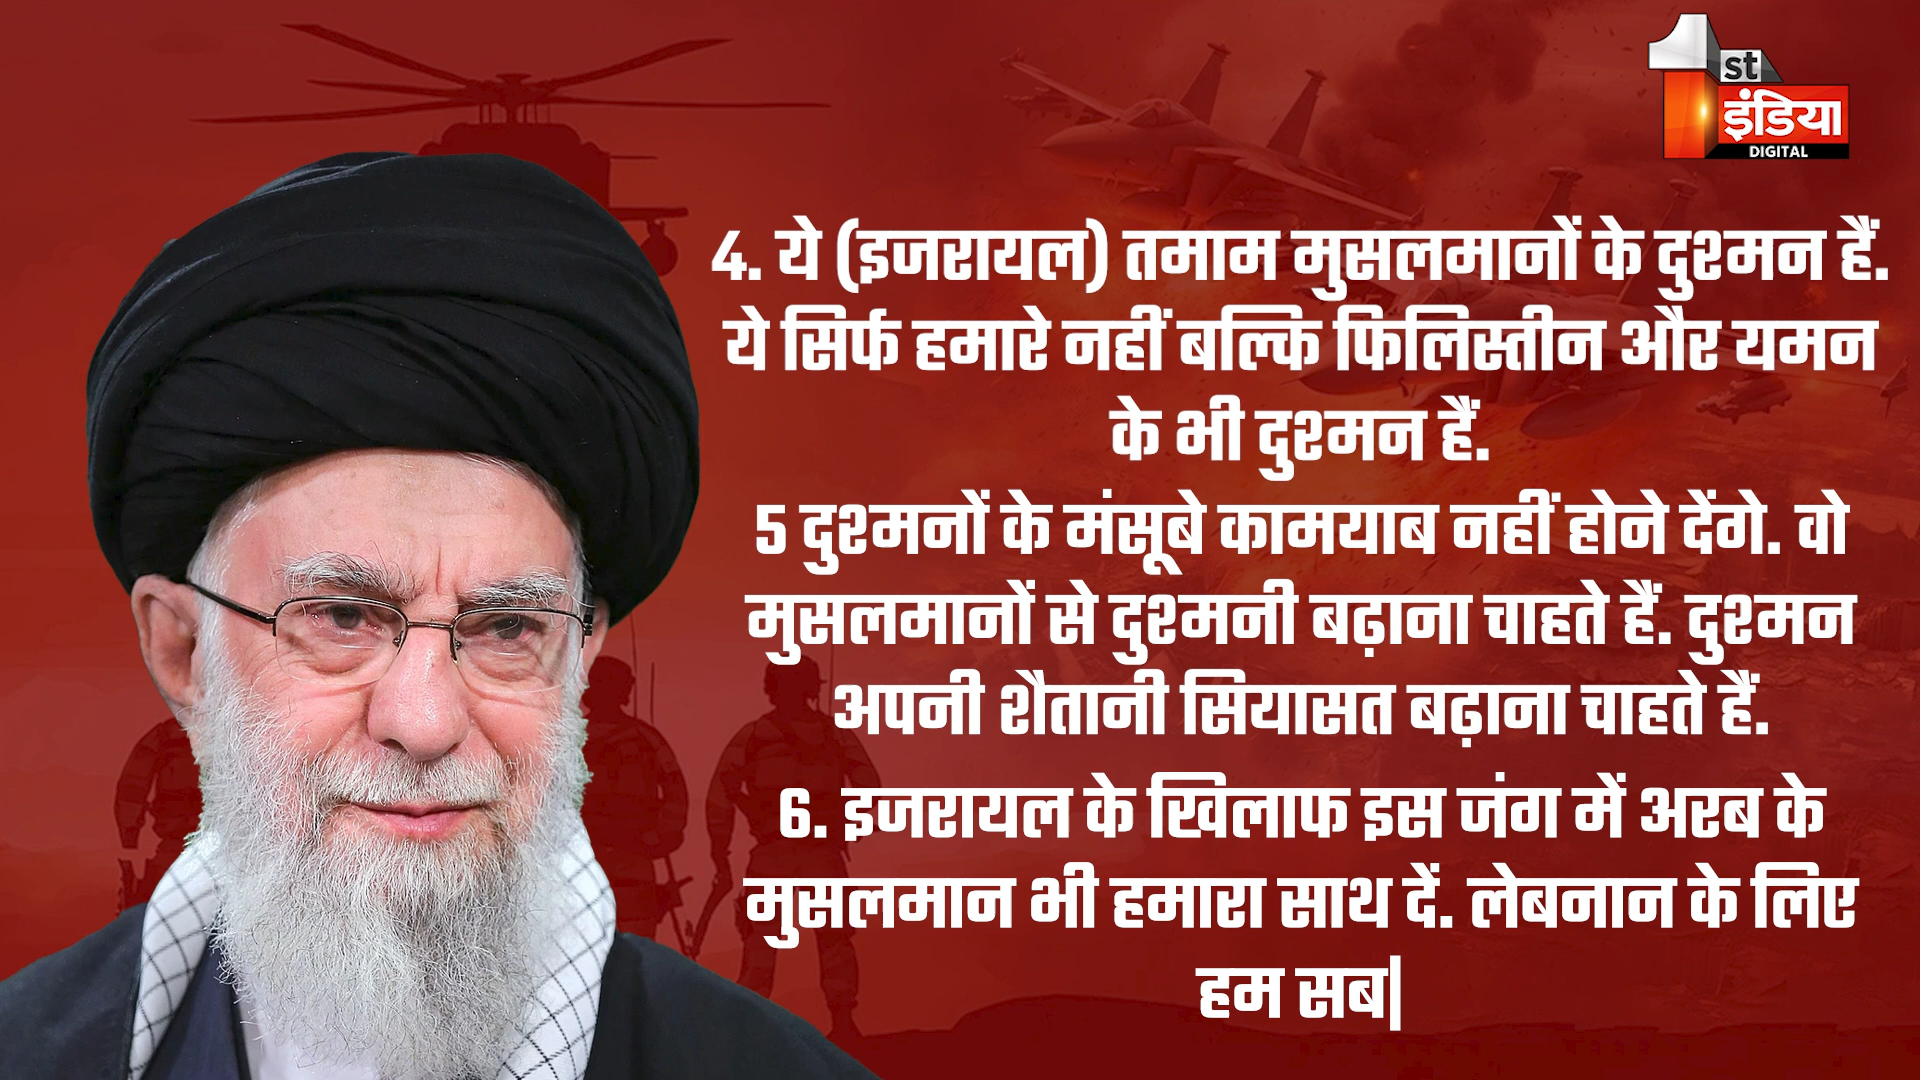 1st
इंडिया
DIGITAL
4. ये (इजरायल) तमाम मुसलमानों के दुश्मन हैं.
ये सिर्फ हमारे नहीं बल्कि फिलिस्तीन और यमन
के भी दुश्मन हैं.
5 दुश्मनों के मंसूबे कामयाब नहीं होने देंगे. वो
मुसलमानों से दुश्मनी बढ़ाना चाहते हैं. दुश्मन
अपनी शैतानी सियासत बढ़ाना चाहते हैं.
6. इजरायल के खिलाफ इस जंग में अरब के
मुसलमान भी हमारा साथ दें. लेबनान के लिए
हम सब|